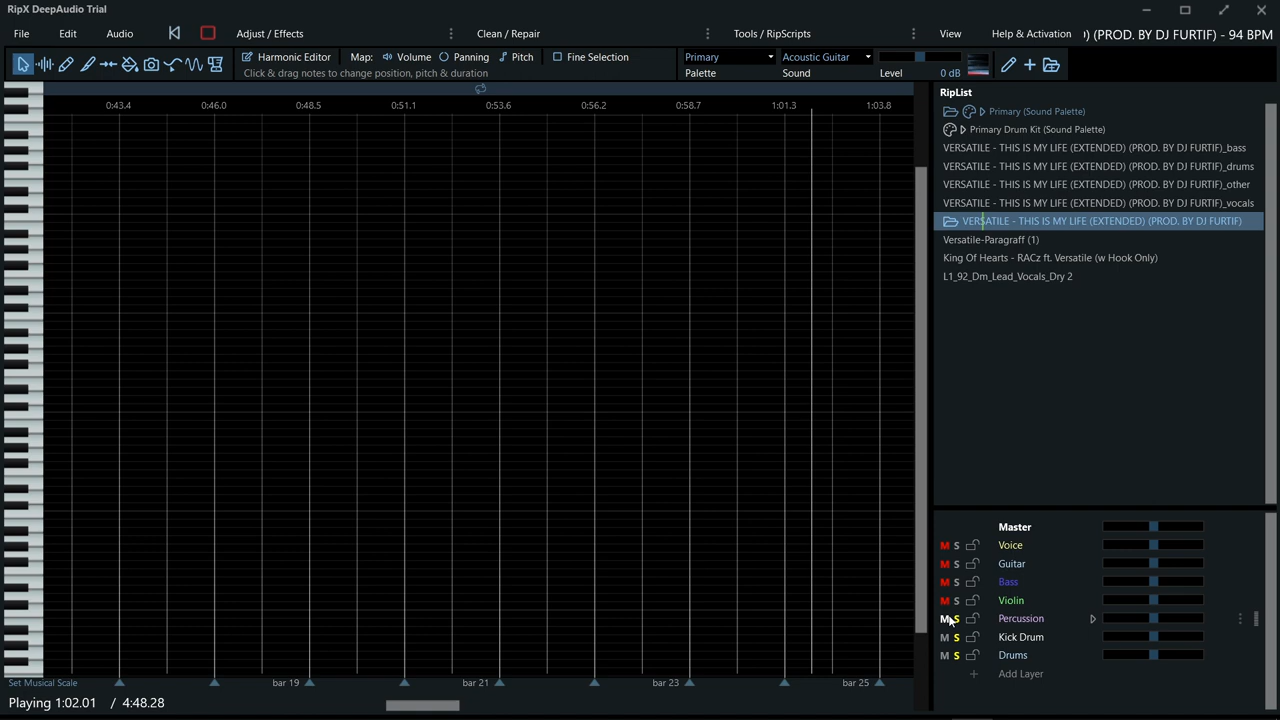 RipX DeepAudio Trial
File Edit Audio Adjust / Effects Clean / Repair Tools / RipScripts View Help & Activation ) (PROD. BY DJ FURTIF) - 94 BPM
Harmonic Editor Map: Volume Panning Pitch Fine Selection Primary Acoustic Guitar
Click & drag notes to change position, pitch & duration Palette Sound Level 0 dB
RipList
0:43.4 0:46.0 0:48.5 0:51.1 0:53.6 0:56.2 0:58.7 1:01.3 1:03.8
Primary (Sound Palette)
Primary Drum Kit (Sound Palette)
VERSATILE - THIS IS MY LIFE (EXTENDED) (PROD. BY DJ FURTIF)_bass
VERSATILE - THIS IS MY LIFE (EXTENDED) (PROD. BY DJ FURTIF)_drums
VERSATILE - THIS IS MY LIFE (EXTENDED) (PROD. BY DJ FURTIF)_other
VERSATILE - THIS IS MY LIFE (EXTENDED) (PROD. BY DJ FURTIF)_vocals
VERSATILE - THIS IS MY LIFE (EXTENDED) (PROD. BY DJ FURTIF)
Versatile-Paragraff (1)
King Of Hearts - RACz ft. Versatile (w Hook Only)
L1_92_Dm_Lead_Vocals_Dry 2
Master
M S Voice
M S Guitar
M S Bass
M S Violin
M S Percussion
M S Kick Drum
M S Drums
+ Add Layer
Set Musical Scale bar 19 bar 21 bar 23 bar 25
Playing 1:02.01 / 4:48.28